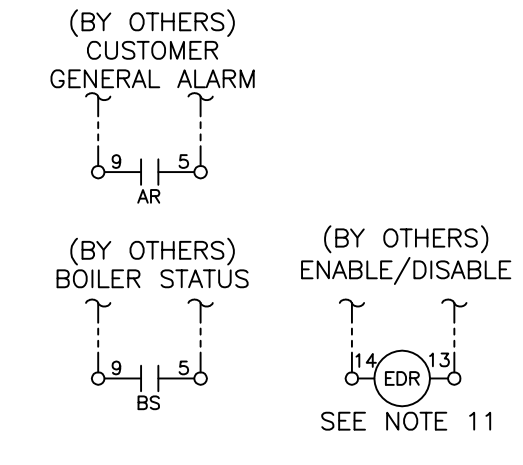 (BY OTHERS)
CUSTOMER
GENERAL ALARM
9 5
AR
(BY OTHERS)
BOILER STATUS
9 5
BS
(BY OTHERS)
ENABLE/DISABLE
14 13
EDR
SEE NOTE 11